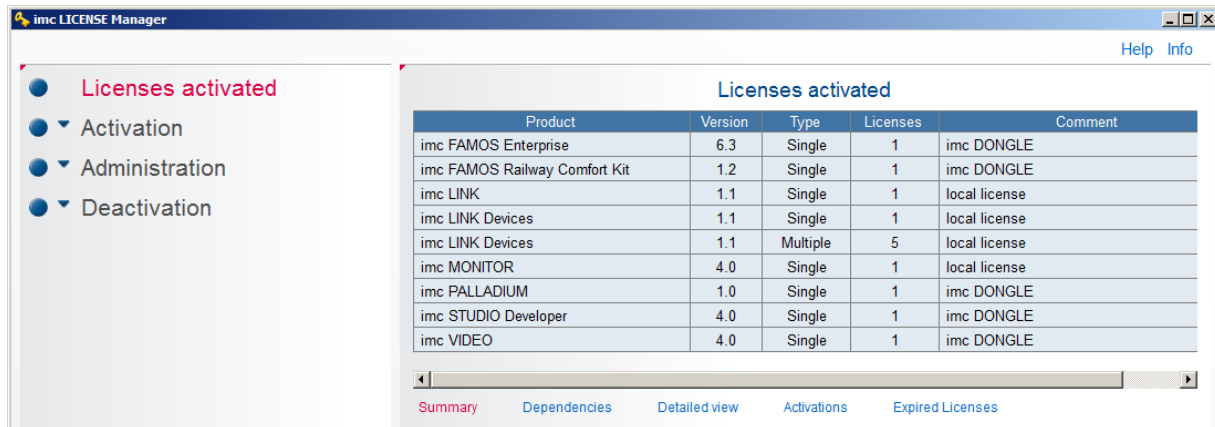 imc LICENSE Manager
Help Info
Licenses activated
Activation
Administration
Deactivation
Licenses activated
Product Version Type Licenses Comment
imc FAMOS Enterprise 6.3 Single 1 imc DONGLE
imc FAMOS Railway Comfort Kit 1.2 Single 1 imc DONGLE
imc LINK 1.1 Single 1 local license
imc LINK Devices 1.1 Single 1 local license
imc LINK Devices 1.1 Multiple 5 local license
imc MONITOR 4.0 Single 1 local license
imc PALLADIUM 1.0 Single 1 imc DONGLE
imc STUDIO Developer 4.0 Single 1 imc DONGLE
imc VIDEO 4.0 Single 1 imc DONGLE
Summary Dependencies Detailed view Activations Expired Licenses